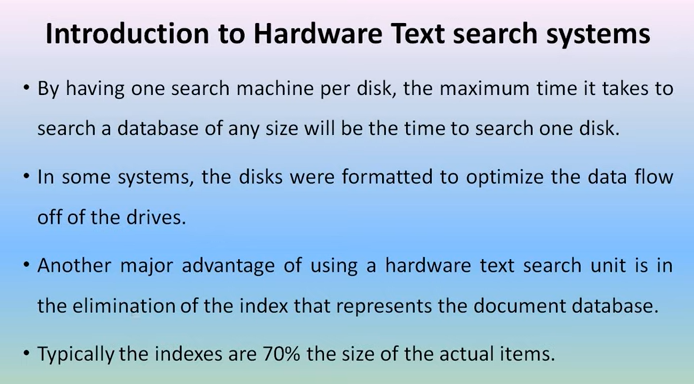 Introduction to Hardware Text search systems
• By having one search machine per disk, the maximum time it takes to
search a database of any size will be the time to search one disk.
• In some systems, the disks were formatted to optimize the data flow
off of the drives.
• Another major advantage of using a hardware text search unit is in
the elimination of the index that represents the document database.
• Typically the indexes are 70% the size of the actual items.